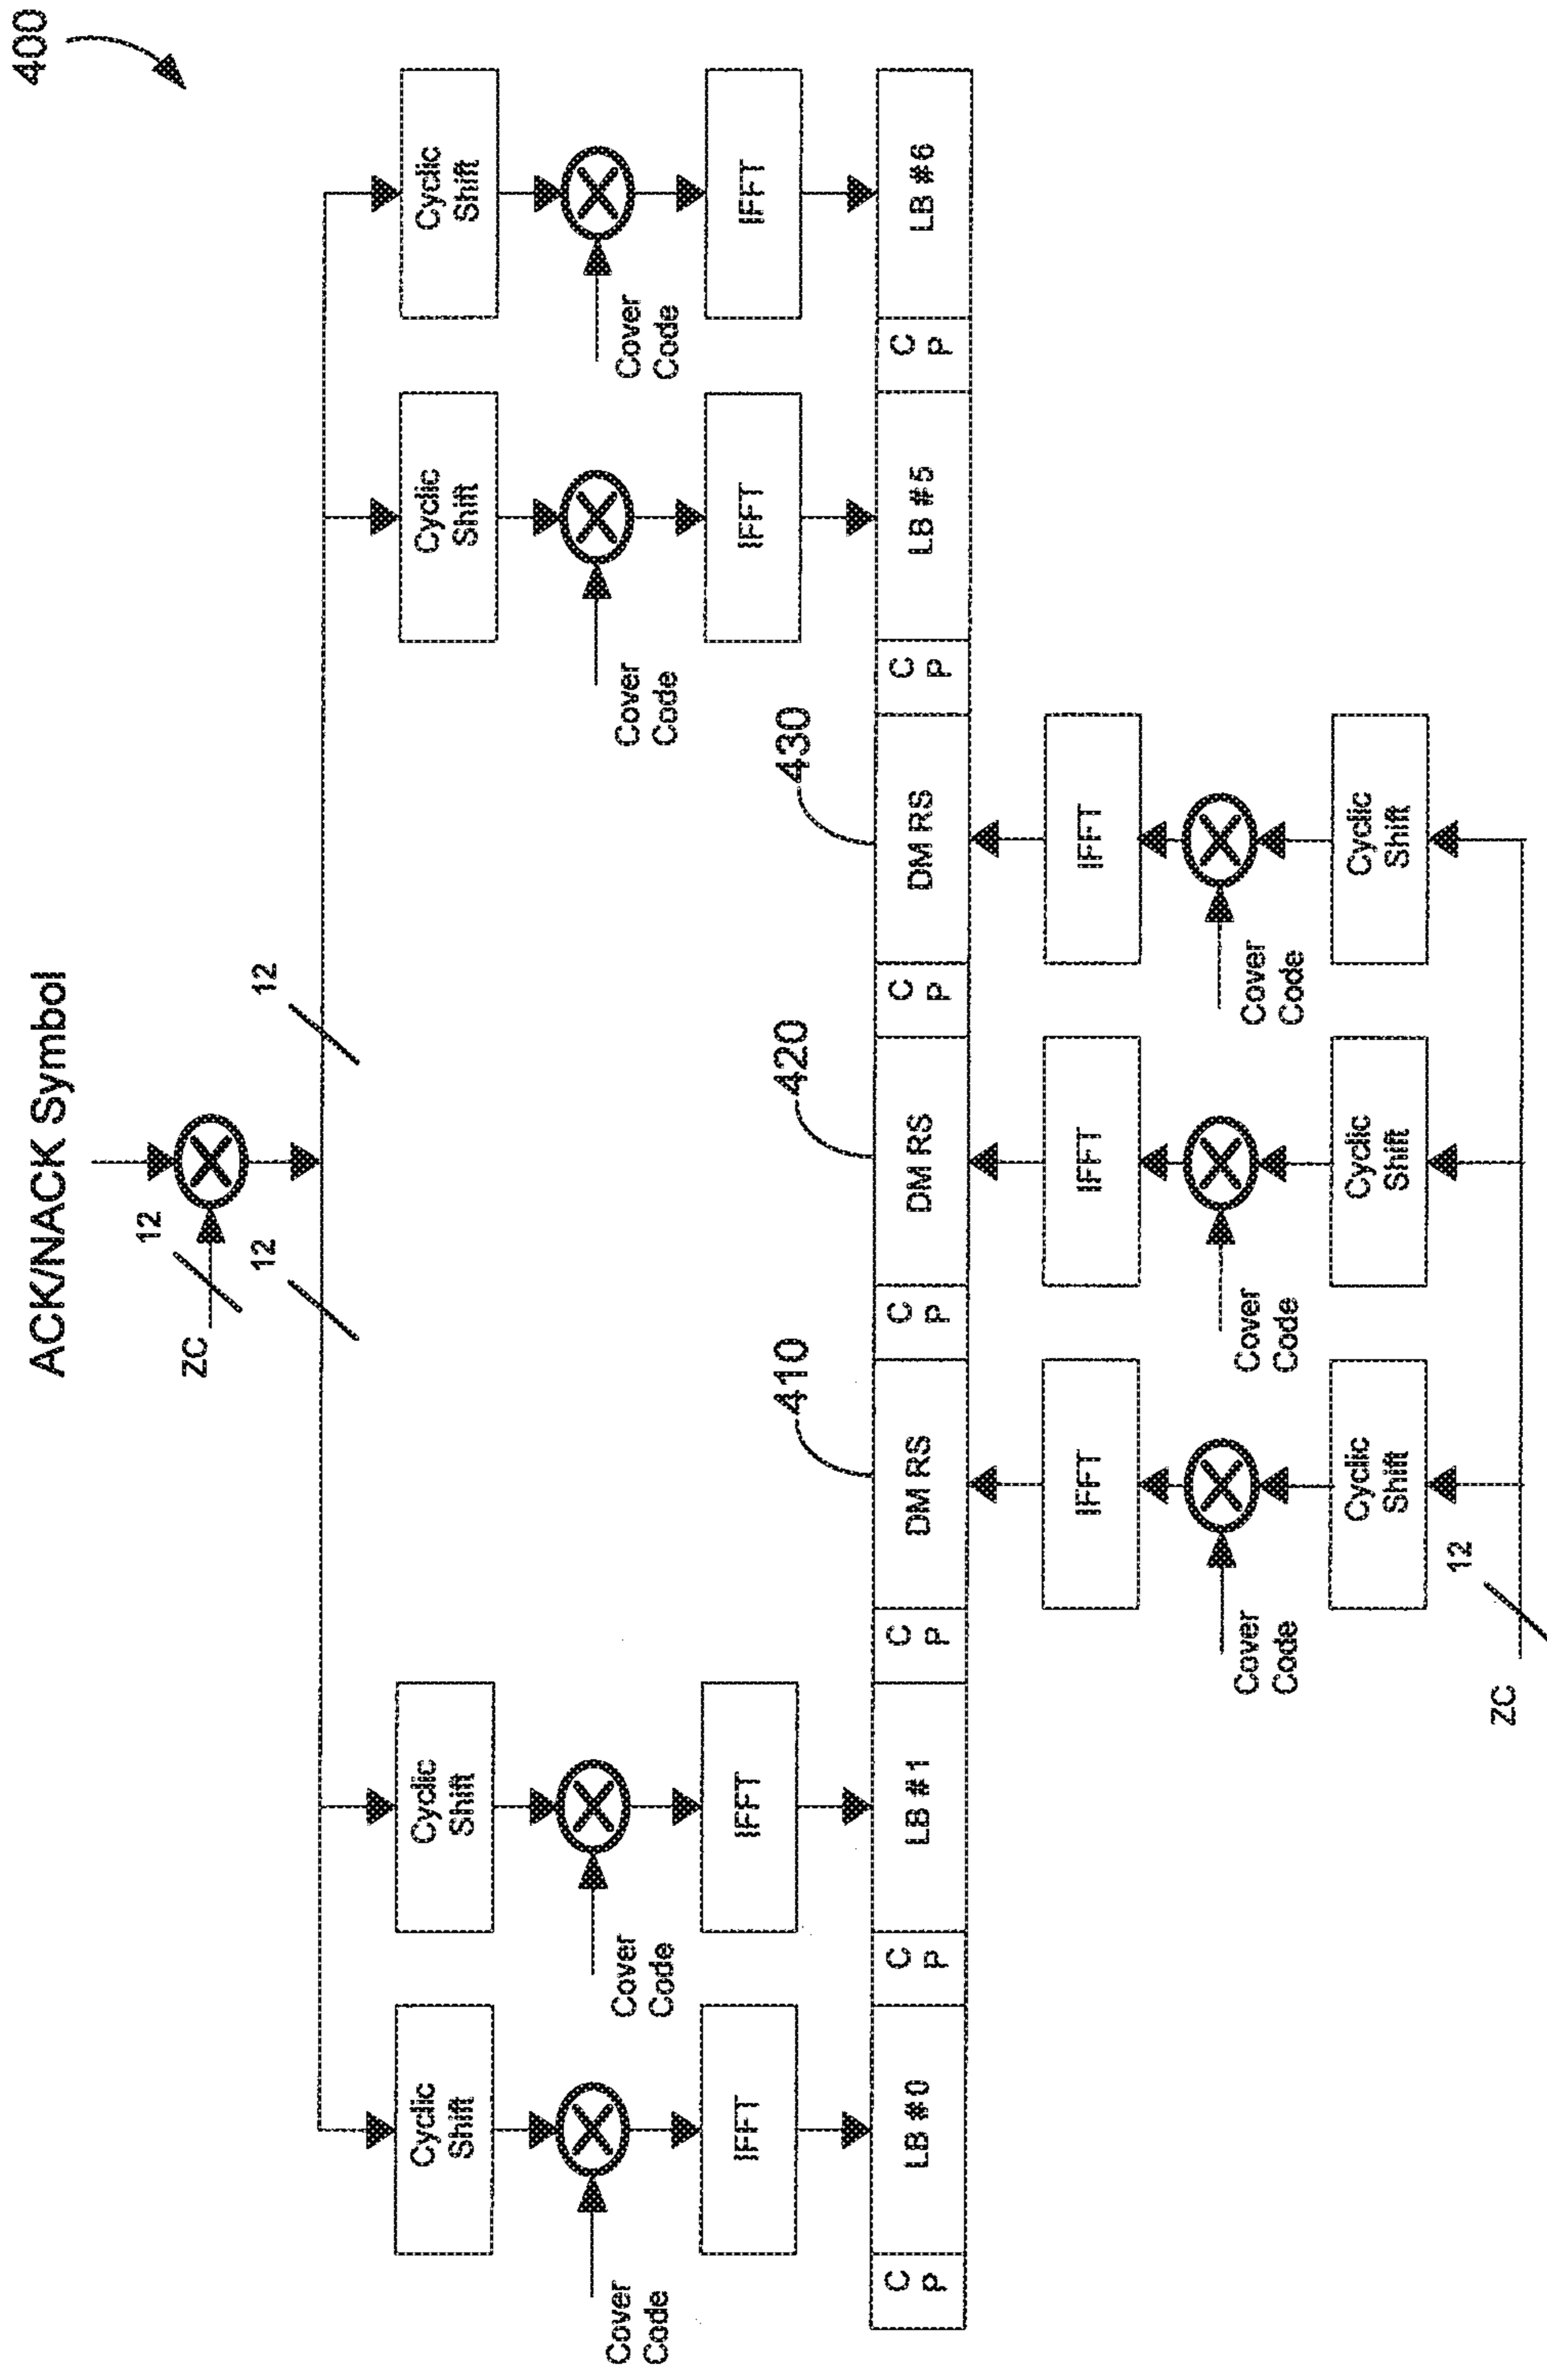 400
ACK/NACK Symbol
12
ZC
12
12
Cyclic
Shift
Cyclic
Shift
Cyclic
Shift
Cyclic
Shift
Cover
Code
Cover
Code
Cover
Code
Cover
Code
IFFT
IFFT
IFFT
IFFT
410
420
430
C
P
LB #0
C
P
LB #1
C
P
DM RS
C
P
DM RS
C
P
DM RS
C
P
LB #5
C
P
LB #6
IFFT
IFFT
IFFT
Cover
Code
Cover
Code
Cover
Code
Cyclic
Shift
Cyclic
Shift
Cyclic
Shift
12
ZC